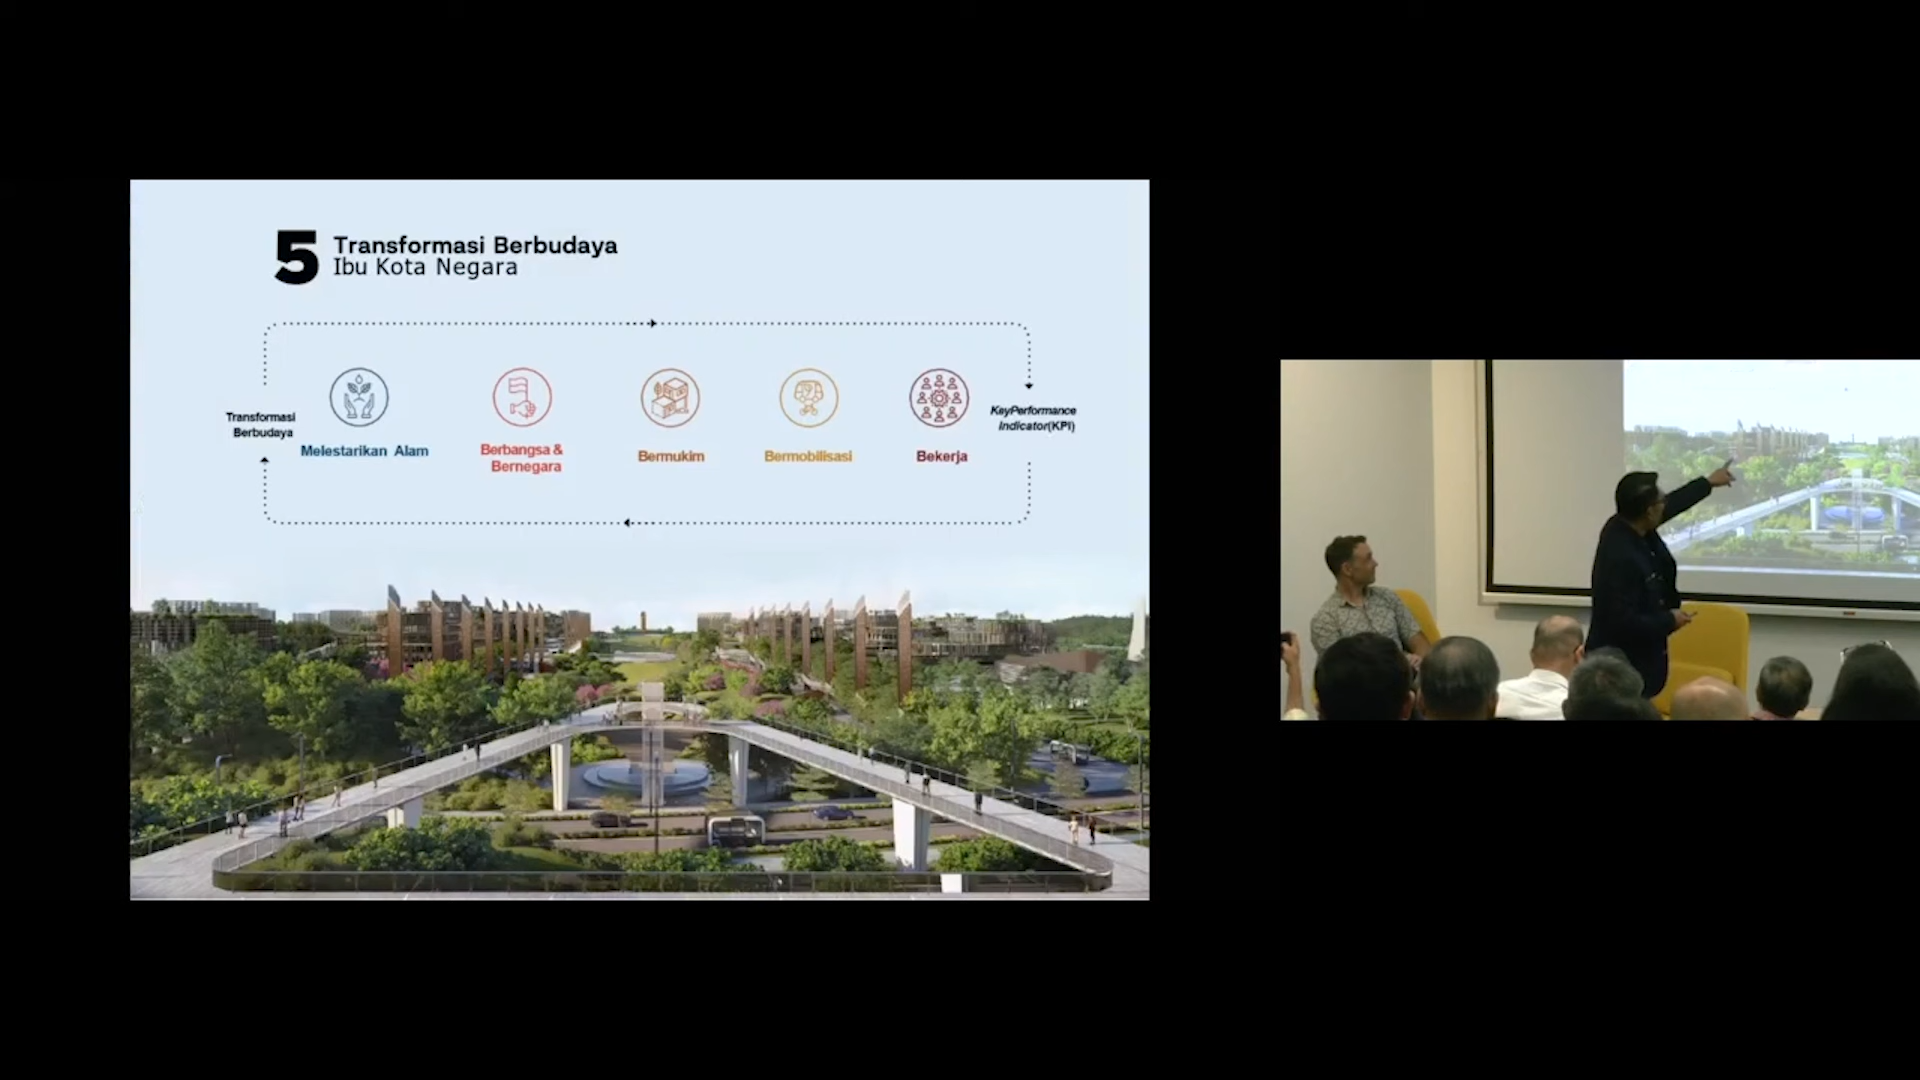 5 Transformasi Berbudaya
Ibu Kota Negara
Transformasi
Berbudaya
Melestarikan Alam
Berbangsa &
Bernegara
Bermukim
Bermobilisasi
Bekerja
KeyPerformance
Indicator(KPI)